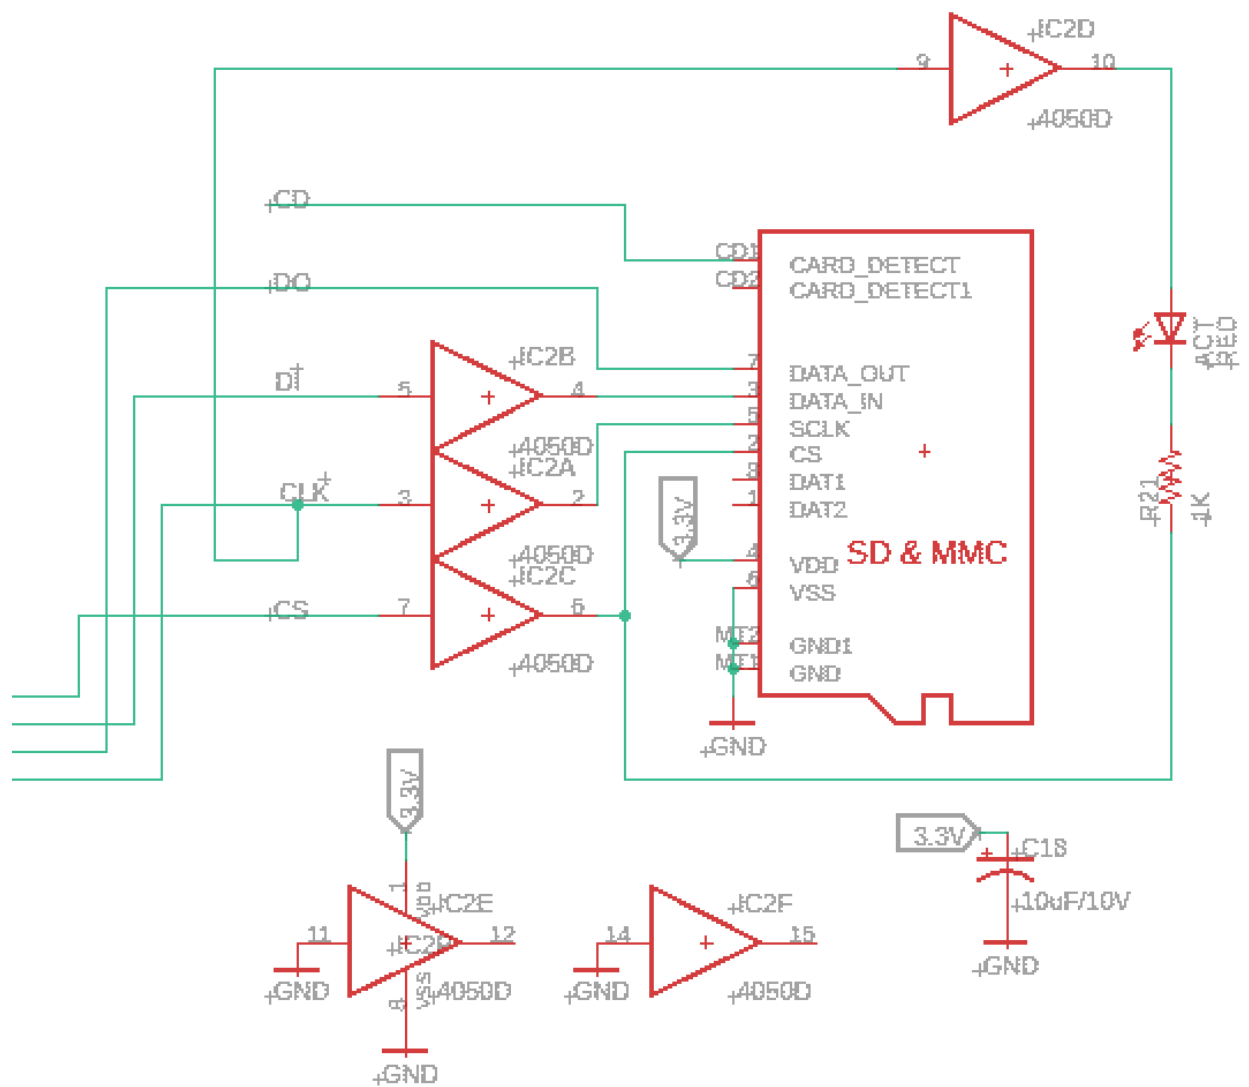 IC2D
9
10
4050D
CD
CD1
CARD_DETECT
CD2
CARD_DETECT1
DO
IC2B
ACT
RED
7
DATA_OUT
DI
5
4
3
DATA_IN
5
SCLK
4050D
2
CS
IC2A
CLK
3
2
DAT1
R21
1K
3.3V
1
DAT2
4050D
SD & MMC
4
VDD
IC2C
6
VSS
CS
7
6
MT2
GND1
4050D
MT1
GND
GND
3.3V
3.3V
C18
10uF/10V
1
VDD
IC2E
IC2F
11
12
14
15
IC2P
GND
VSS
8
4050D
GND
4050D
GND
GND